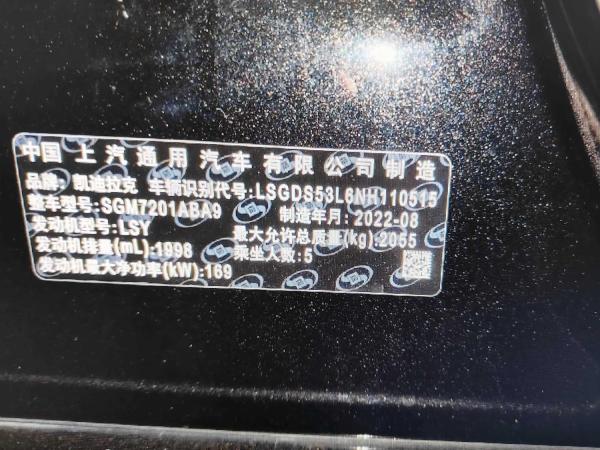 中国 上汽通用汽车有限公司制造
品牌: 凯迪拉克 车辆识别代号:LSGDS53L6NH110515
整车型号:SGM7201ABA9 制造年月:2022-08
发动机型号:LSY 最大允许总质量(kg):2055
发动机排量(mL):1998 乘坐人数:5
发动机最大净功率(kW):169